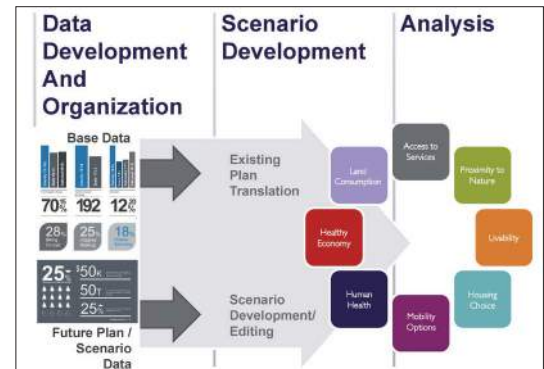 Data
Development
And
Organization
Scenario
Development
Analysis
Base Data
70
192
12
28%
25%
18%
25%
$50K
50T
25%
Future Plan /
Scenario
Data
Existing
Plan
Translation
Scenario
Development/
Editing
Land
Consumption
Access to
Services
Proximity to
Nature
Healthy
Economy
Livability
Human
Health
Mobility
Options
Housing
Choice